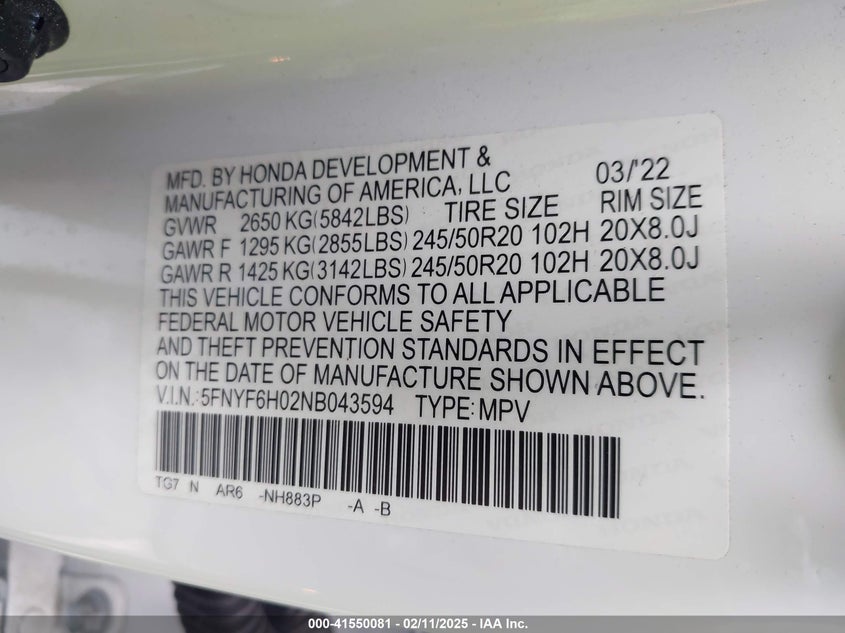 MFD. BY HONDA DEVELOPMENT &
MANUFACTURING OF AMERICA, LLC 03/'22
GVWR 2650 KG(5842LBS) TIRE SIZE RIM SIZE
GAWR F 1295 KG(2855LBS) 245/50R20 102H 20X8.0J
GAWR R 1425 KG(3142LBS) 245/50R20 102H 20X8.0J
THIS VEHICLE CONFORMS TO ALL APPLICABLE
FEDERAL MOTOR VEHICLE SAFETY
AND THEFT PREVENTION STANDARDS IN EFFECT
ON THE DATE OF MANUFACTURE SHOWN ABOVE.
V.I.N.:5FNYF6H02NB043594 TYPE:MPV
TG7 N AR6 -NH883P -A -B
000-41550081 - 02/11/2025 - IAA Inc.